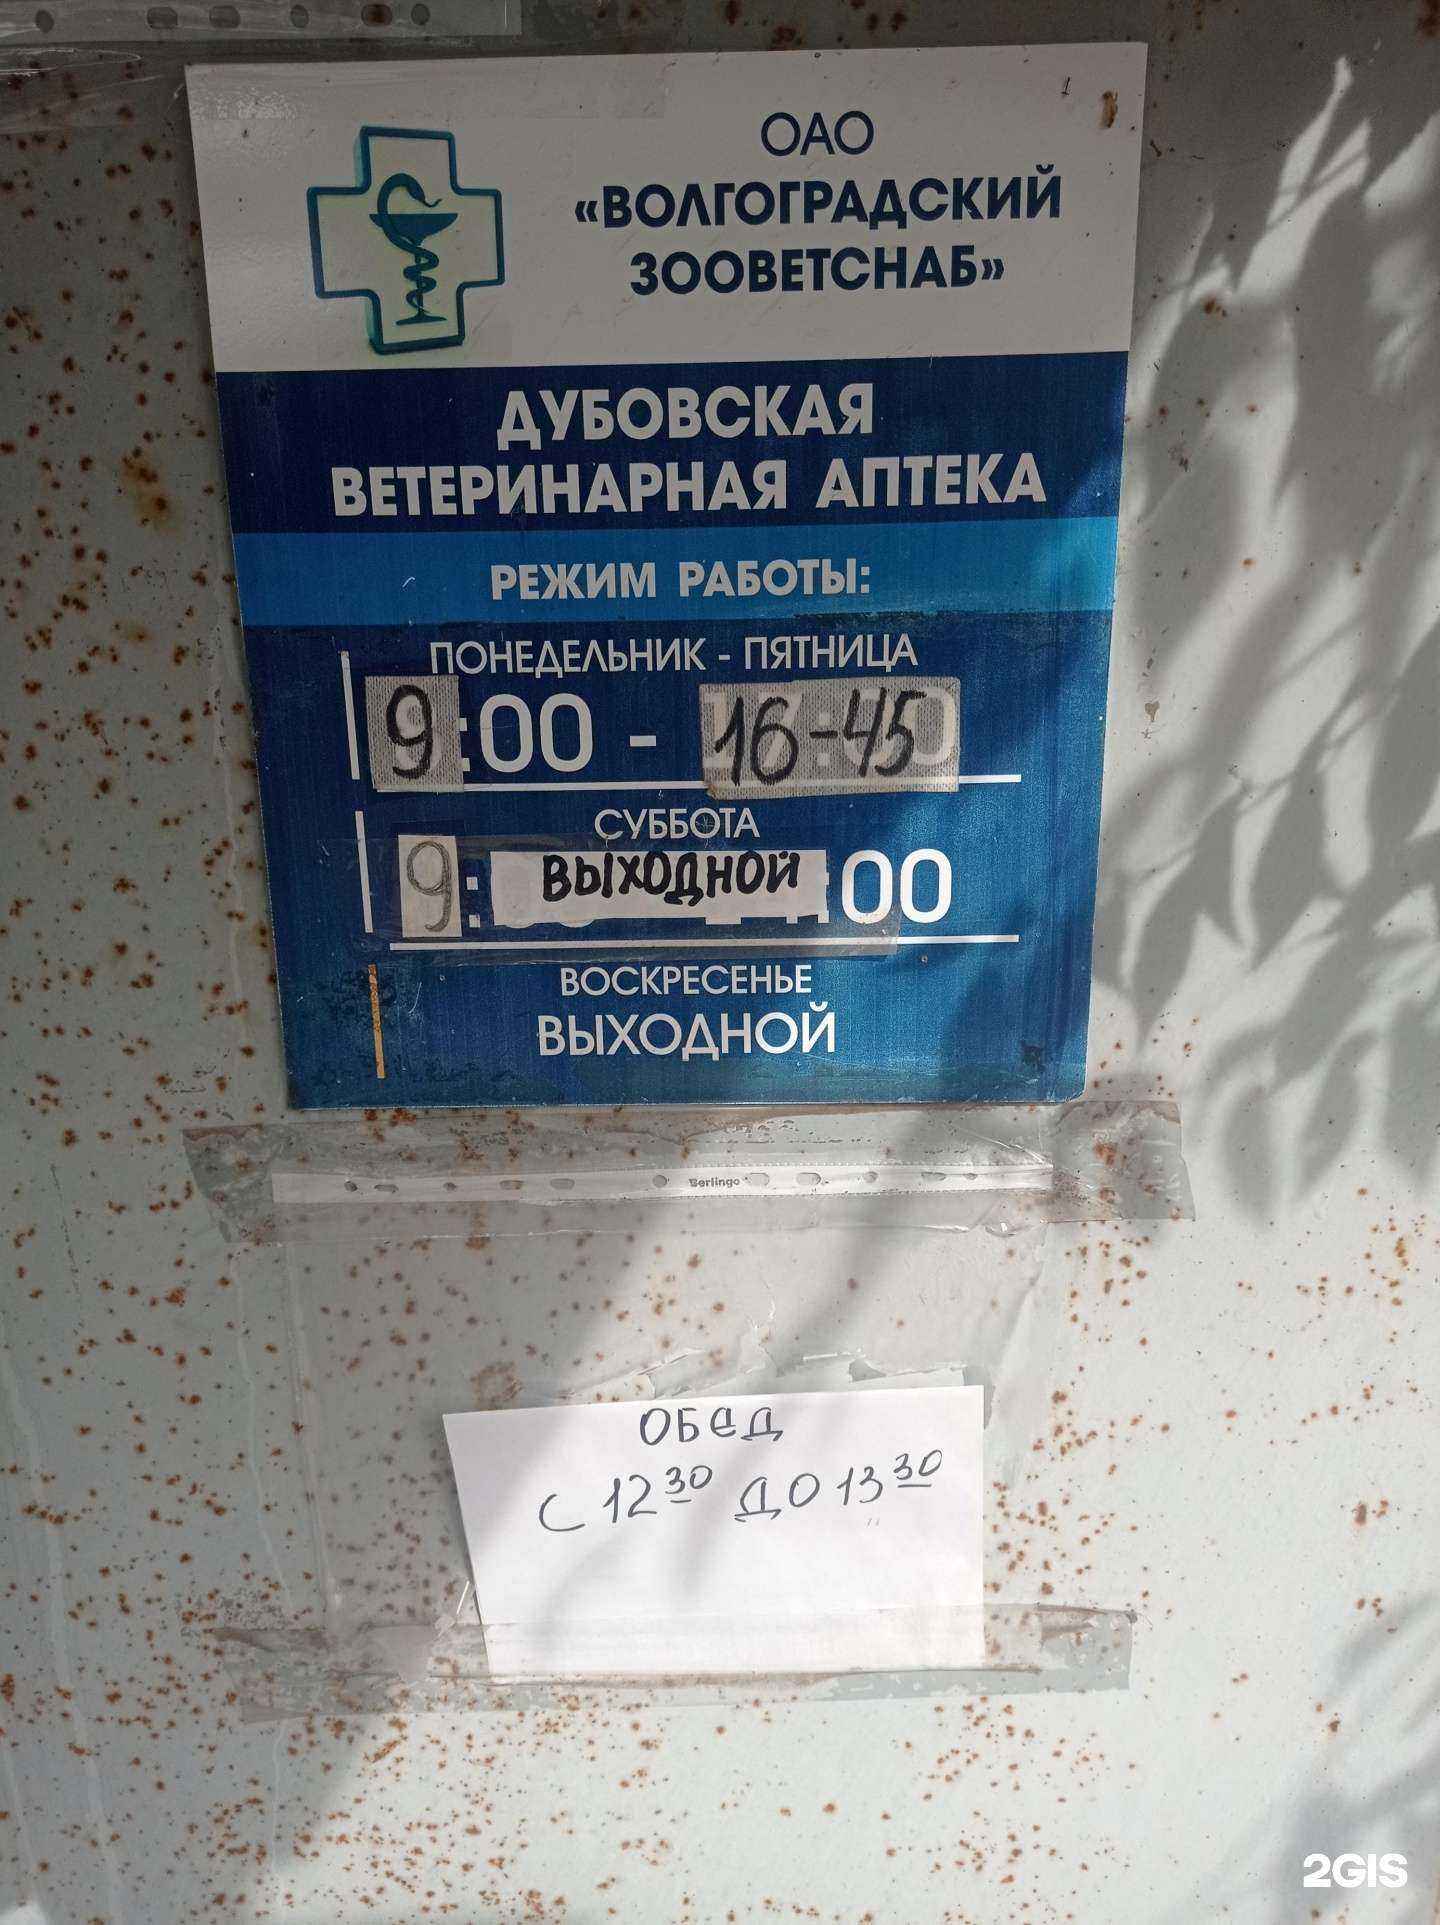 ОАО
«ВОЛГОГРАДСКИЙ
ЗООВЕТСНАБ»
ДУБОВСКАЯ
ВЕТЕРИНАРНАЯ АПТЕКА
РЕЖИМ РАБОТЫ:
ПОНЕДЕЛЬНИК - ПЯТНИЦА
9:00 - 16-45
СУББОТА
9: ВЫХОДНОЙ :00
ВОСКРЕСЕНЬЕ
ВЫХОДНОЙ
Berlingo
ОБЕД
С 12 30 ДО 13 30
2GIS